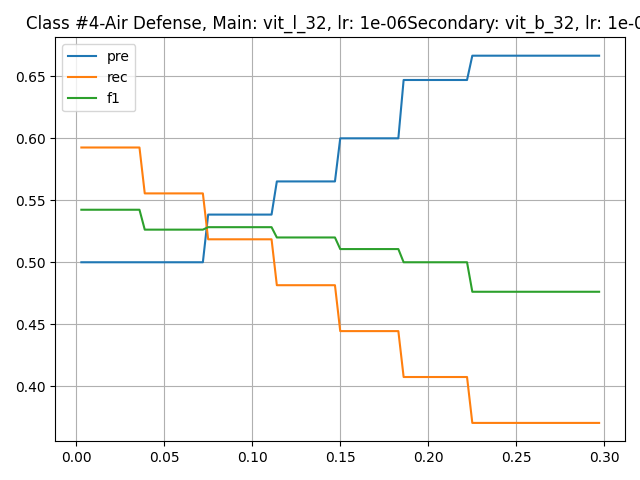 Class #4-Air Defense, Main: vit_l_32, lr: 1e-06Secondary: vit_b_32, lr: 1e-0
pre
rec
f1
0.65
0.60
0.55
0.50
0.45
0.40
0.00 0.05 0.10 0.15 0.20 0.25 0.30